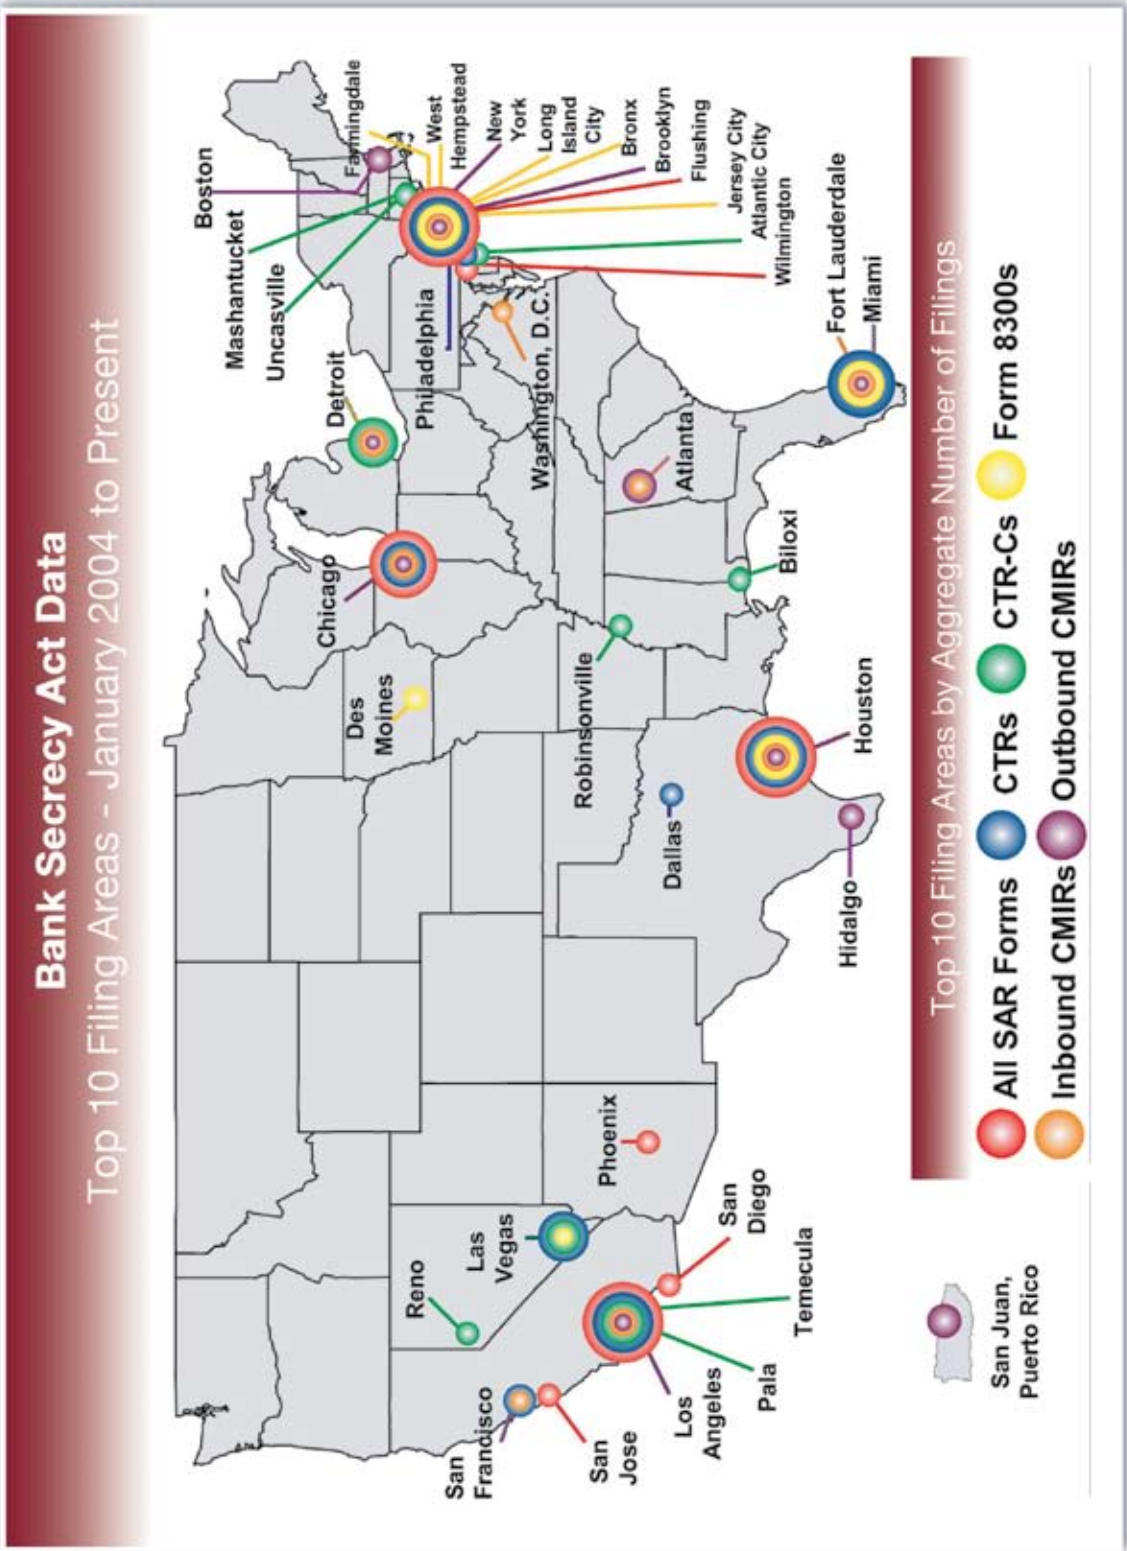 Bank Secrecy Act Data
Top 10 Filing Areas - January 2004 to Present
Boston
Mashantucket
Uncasville
Detroit
Philadelphia
Washington, D.C.
Farmingdale
West
Hempstead
New
York
Long
Island
City
Bronx
Brooklyn
Flushing
Jersey City
Atlantic City
Wilmington
Fort Lauderdale
Miami
Atlanta
Biloxi
Chicago
Des
Moines
Robinsonville
Dallas
Houston
Hidalgo
Phoenix
Las
Vegas
Reno
San
Diego
Temecula
Pala
Los
Angeles
San
Jose
San
Francisco
San Juan,
Puerto Rico
Top 10 Filing Areas by Aggregate Number of Filings
All SAR Forms CTRs CTR-Cs Form 8300s
Inbound CMIRs Outbound CMIRs